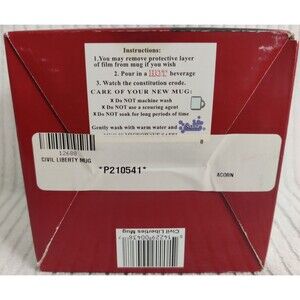 Instructions:
1.You may remove protective layer
of film from mug if you wish
2. Pour in a HOT beverage
3. Watch the constitution erode.
CARE OF YOUR NEW MUG:
Do NOT machine wash
Do NOT use a scouring agent
Do NOT soak for long periods of time
Gently wash with warm water and
12680
CIVIL LIBERTY MUG
*P210541*
ACORN
Civil Liberties Mug